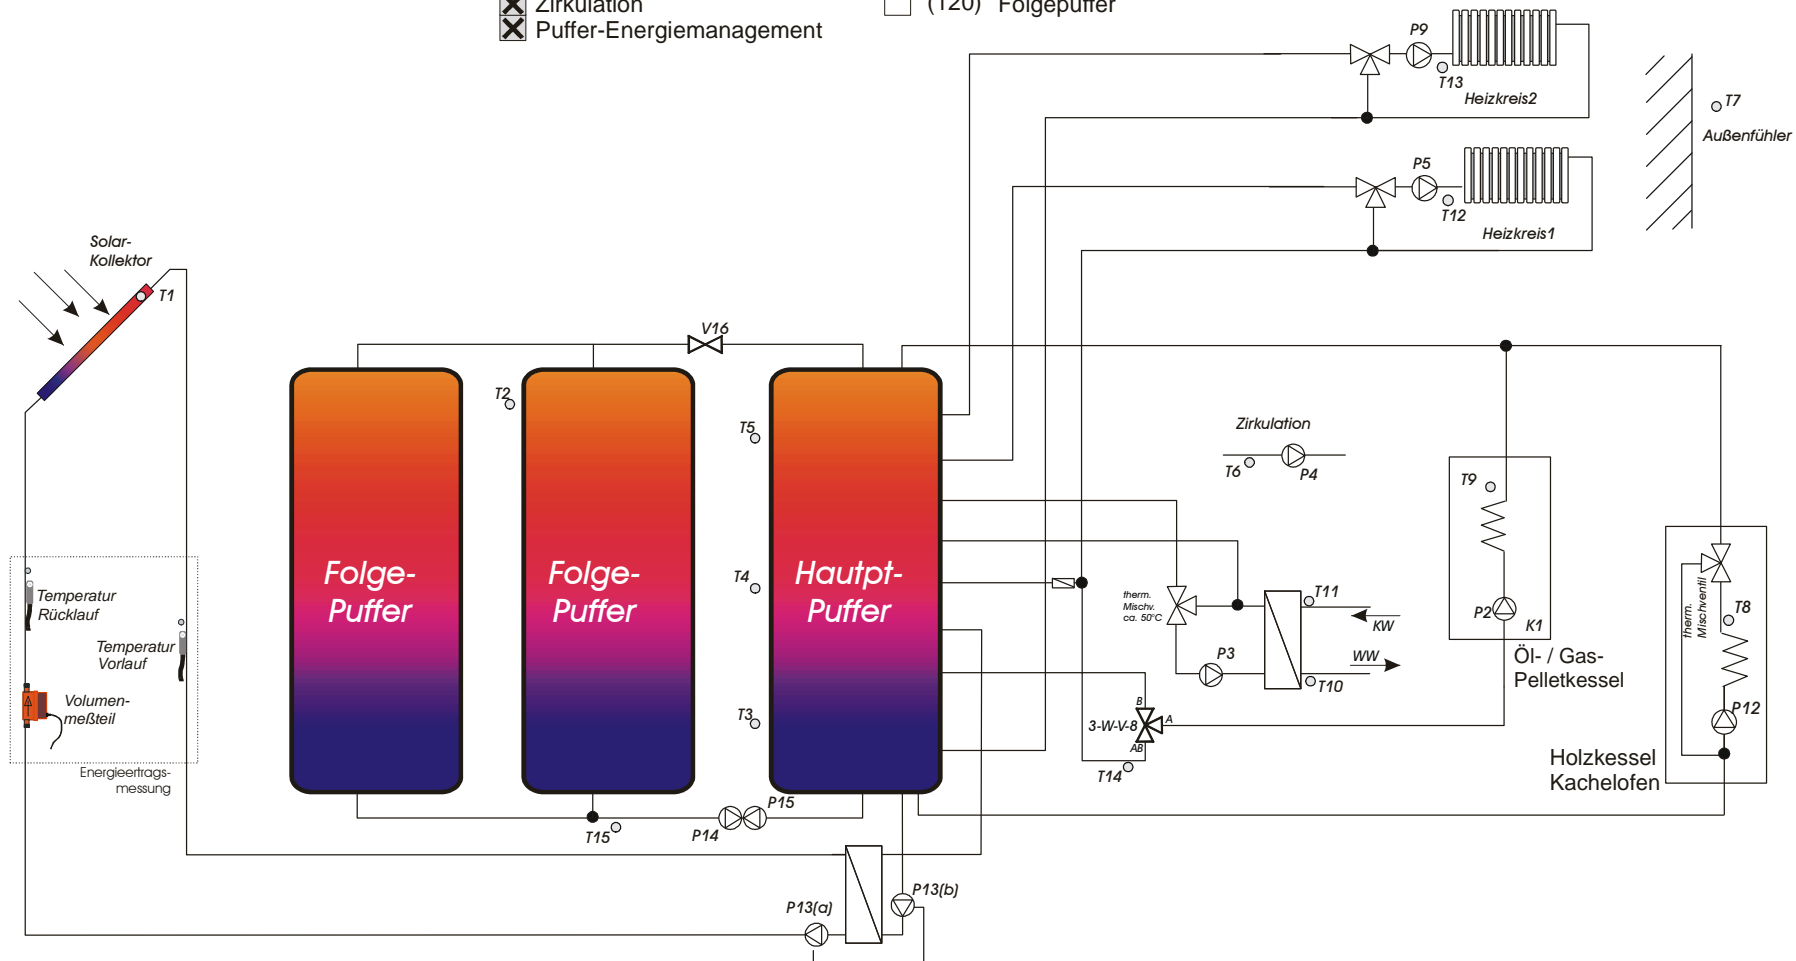 Zirkulation
(T20) Folgepuffer
Puffer-Energiemanagement
P9
T13
Heizkreis2
T7
Außenfühler
P5
T12
Heizkreis1
Solar-
Kollektor
T1
V16
T2
T5
Zirkulation
T6
P4
T9
Folge-
Puffer
Folge-
Puffer
Hautpt-
Puffer
T4
T3
Temperatur
Rücklauf
Temperatur
Vorlauf
Volumen-
meßteil
Energieertrags-
messung
therm.
Mischv.
ca. 50°C
T11
KW
P3
WW
T10
P2
K1
Öl- / Gas-
Pelletkessel
therm.
Mischventil
T8
P12
Holzkessel
Kachelofen
B
3-W-V-8
A
AB
T14
P15
P14
T15
P13(b)
P13(a)